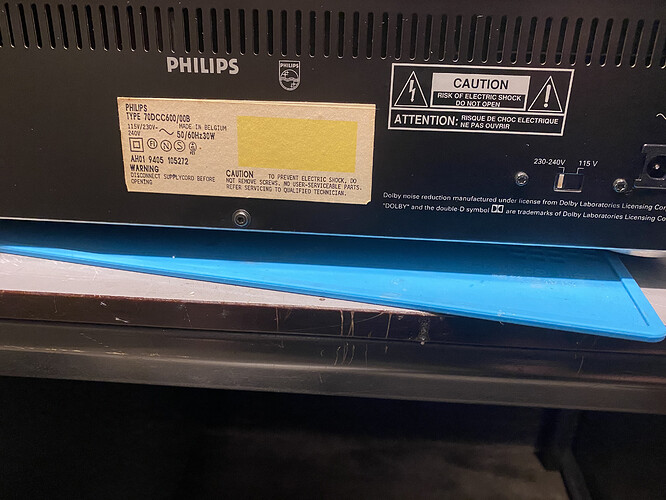 PHILIPS
PHILIPS
PHILIPS
TYPE 70DCC600/00B
115V/230V- MADE IN BELGIUM
240V 50/60Hz30W
F N S
AH01 9405 105272
WARNING
DISCONNECT SUPPLYCORD BEFORE
OPENING
CAUTION TO PREVENT ELECTRIC SHOCK, DO
NOT REMOVE SCREWS. NO USER-SERVICEABLE PARTS.
REFER SERVICING TO QUALIFIED TECHNICIAN.
CAUTION
RISK OF ELECTRIC SHOCK
DO NOT OPEN
ATTENTION: RISQUE DE CHOC ELECTRIQUE
NE PAS OUVRIR
230-240V 115 V
Dolby noise reduction manufactured under license from Dolby Laboratories Licensing Cor
"DOLBY" and the double-D symbol are trademarks of Dolby Laboratories Licensing Co